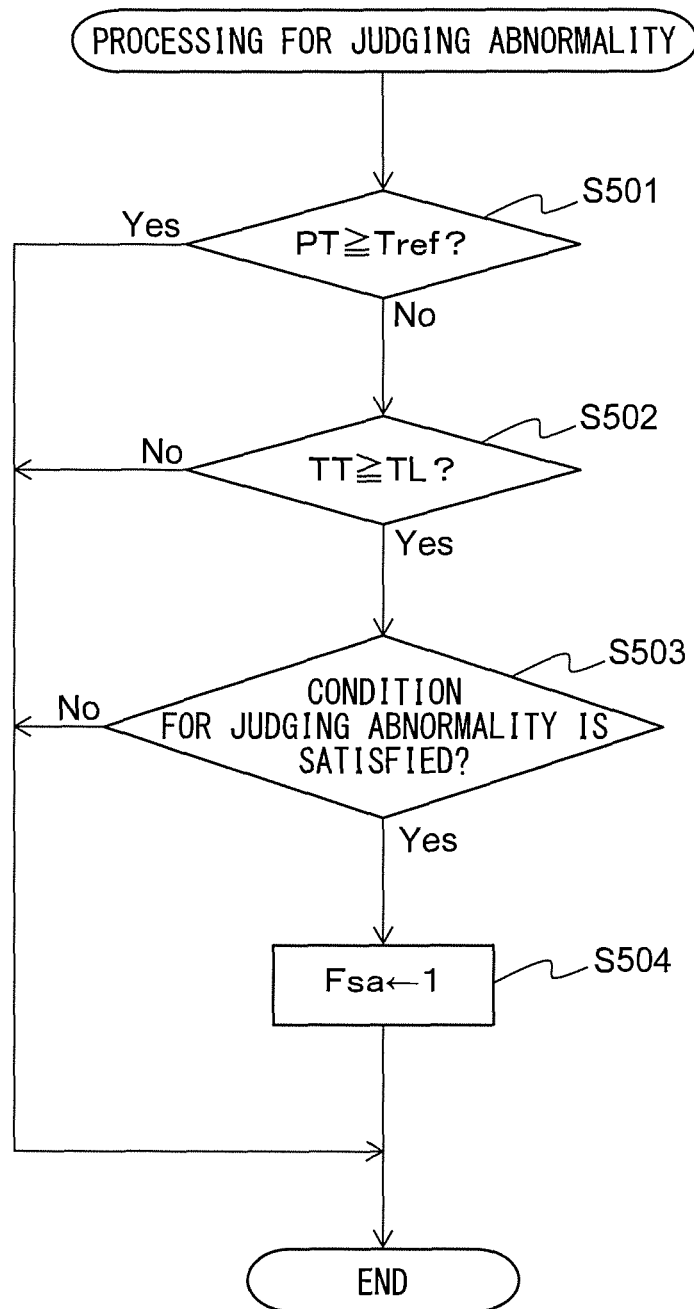 PROCESSING FOR JUDGING ABNORMALITY
S501
Yes
PT≧Tref?
No
S502
No
TT≧TL?
Yes
S503
No
CONDITION
FOR JUDGING ABNORMALITY IS
SATISFIED?
Yes
S504
Fsa←1
END